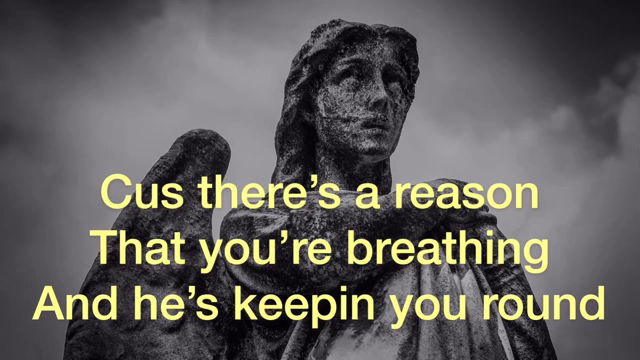 Cus there's a reason
That you're breathing
And he's keepin you round